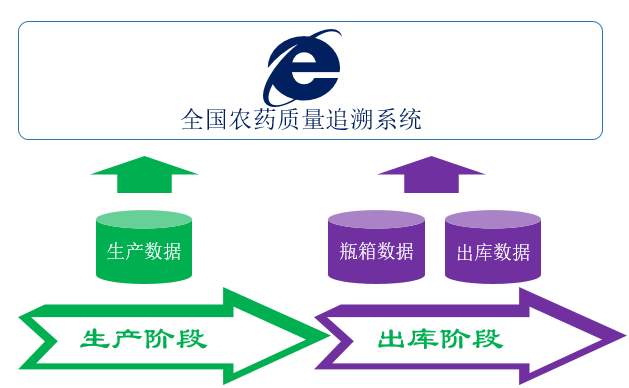 全国农药质量追溯系统
生产数据
瓶箱数据
出库数据
生产阶段
出库阶段